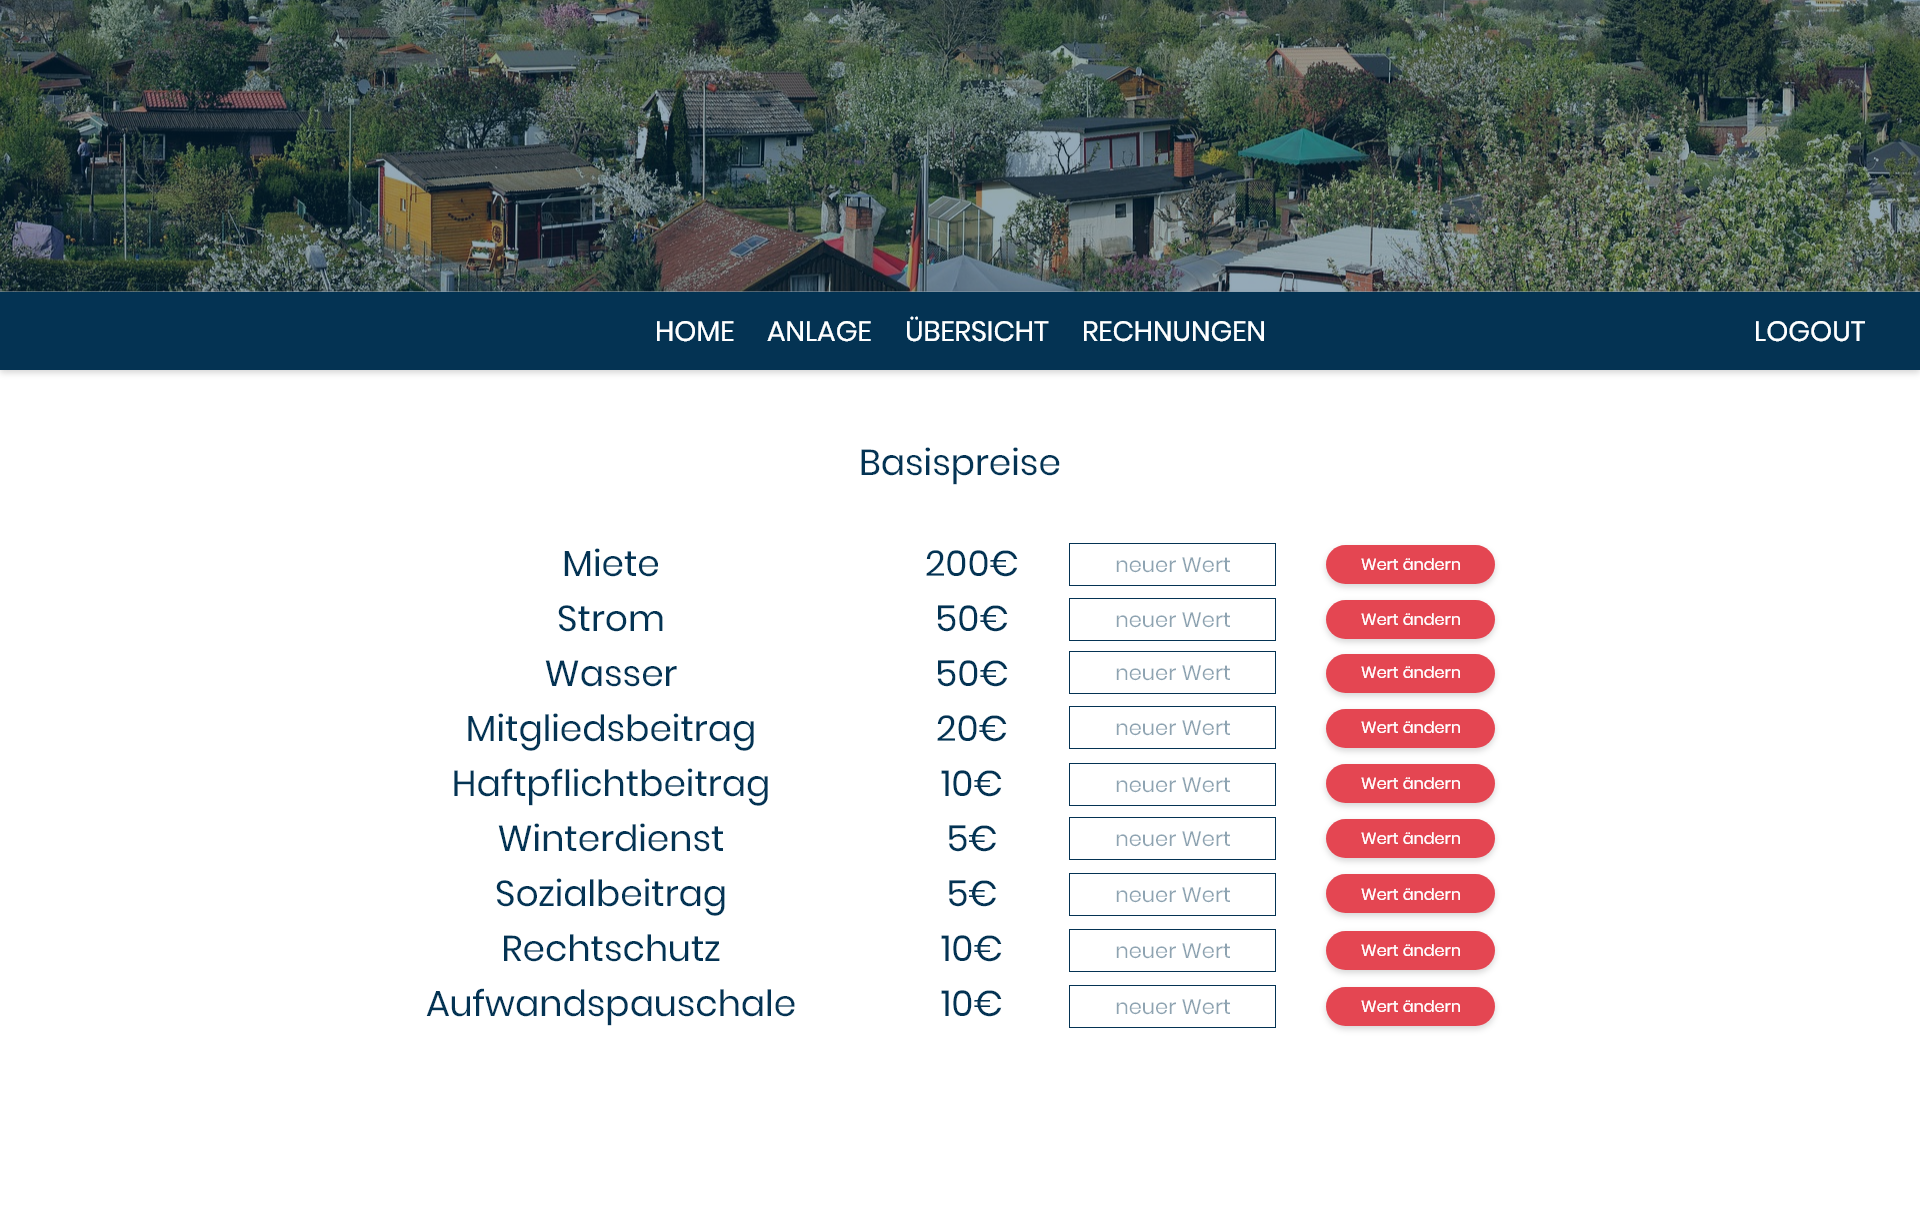 HOME ANLAGE ÜBERSICHT RECHNUNGEN LOGOUT
Basispreise
Miete 200€ neuer Wert Wert ändern
Strom 50€ neuer Wert Wert ändern
Wasser 50€ neuer Wert Wert ändern
Mitgliedsbeitrag 20€ neuer Wert Wert ändern
Haftpflichtbeitrag 10€ neuer Wert Wert ändern
Winterdienst 5€ neuer Wert Wert ändern
Sozialbeitrag 5€ neuer Wert Wert ändern
Rechtschutz 10€ neuer Wert Wert ändern
Aufwandspauschale 10€ neuer Wert Wert ändern